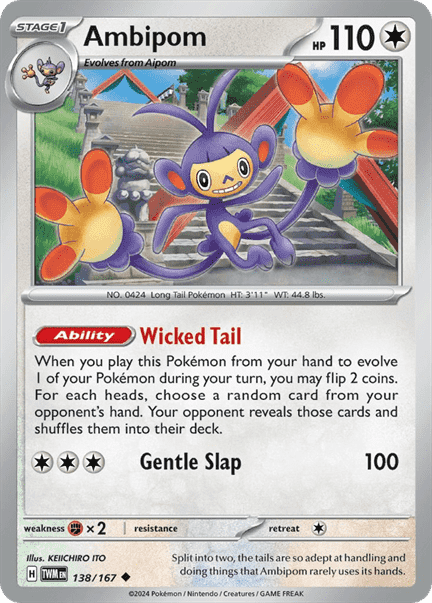 STAGE1
Ambipom
HP 110
Evolves from Aipom
NO. 0424 Long Tail Pokémon HT: 3'11" WT: 44.8 lbs.
Ability Wicked Tail
When you play this Pokémon from your hand to evolve
1 of your Pokémon during your turn, you may flip 2 coins.
For each heads, choose a random card from your
opponent's hand. Your opponent reveals those cards and
shuffles them into their deck.
Gentle Slap 100
weakness ×2 resistance retreat
Illus. KEIICHIRO ITO
Split into two, the tails are so adept at handling and
doing things that Ambipom rarely uses its hands.
H TWM EN 138/167
©2024 Pokémon / Nintendo / Creatures / GAME FREAK